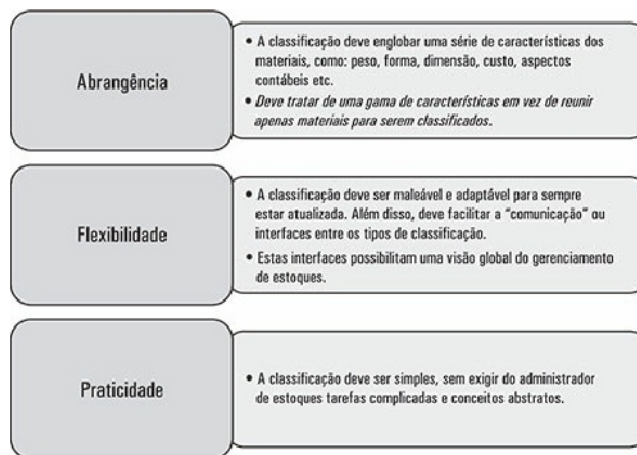 Abrangência
• A classificação deve englobar uma série de características dos
materiais, como: peso, forma, dimensão, custo, aspectos
contábeis etc.
• Deve tratar de uma gama de características em vez de reunir
apenas materiais para serem classificados.
Flexibilidade
• A classificação deve ser maleável e adaptável para sempre
estar atualizada. Além disso, deve facilitar a “comunicação” ou
interfaces entre os tipos de classificação.
• Estas interfaces possibilitam uma visão global do gerenciamento
de estoques.
Praticidade
• A classificação deve ser simples, sem exigir do administrador
de estoques tarefas complicadas e conceitos abstratos.